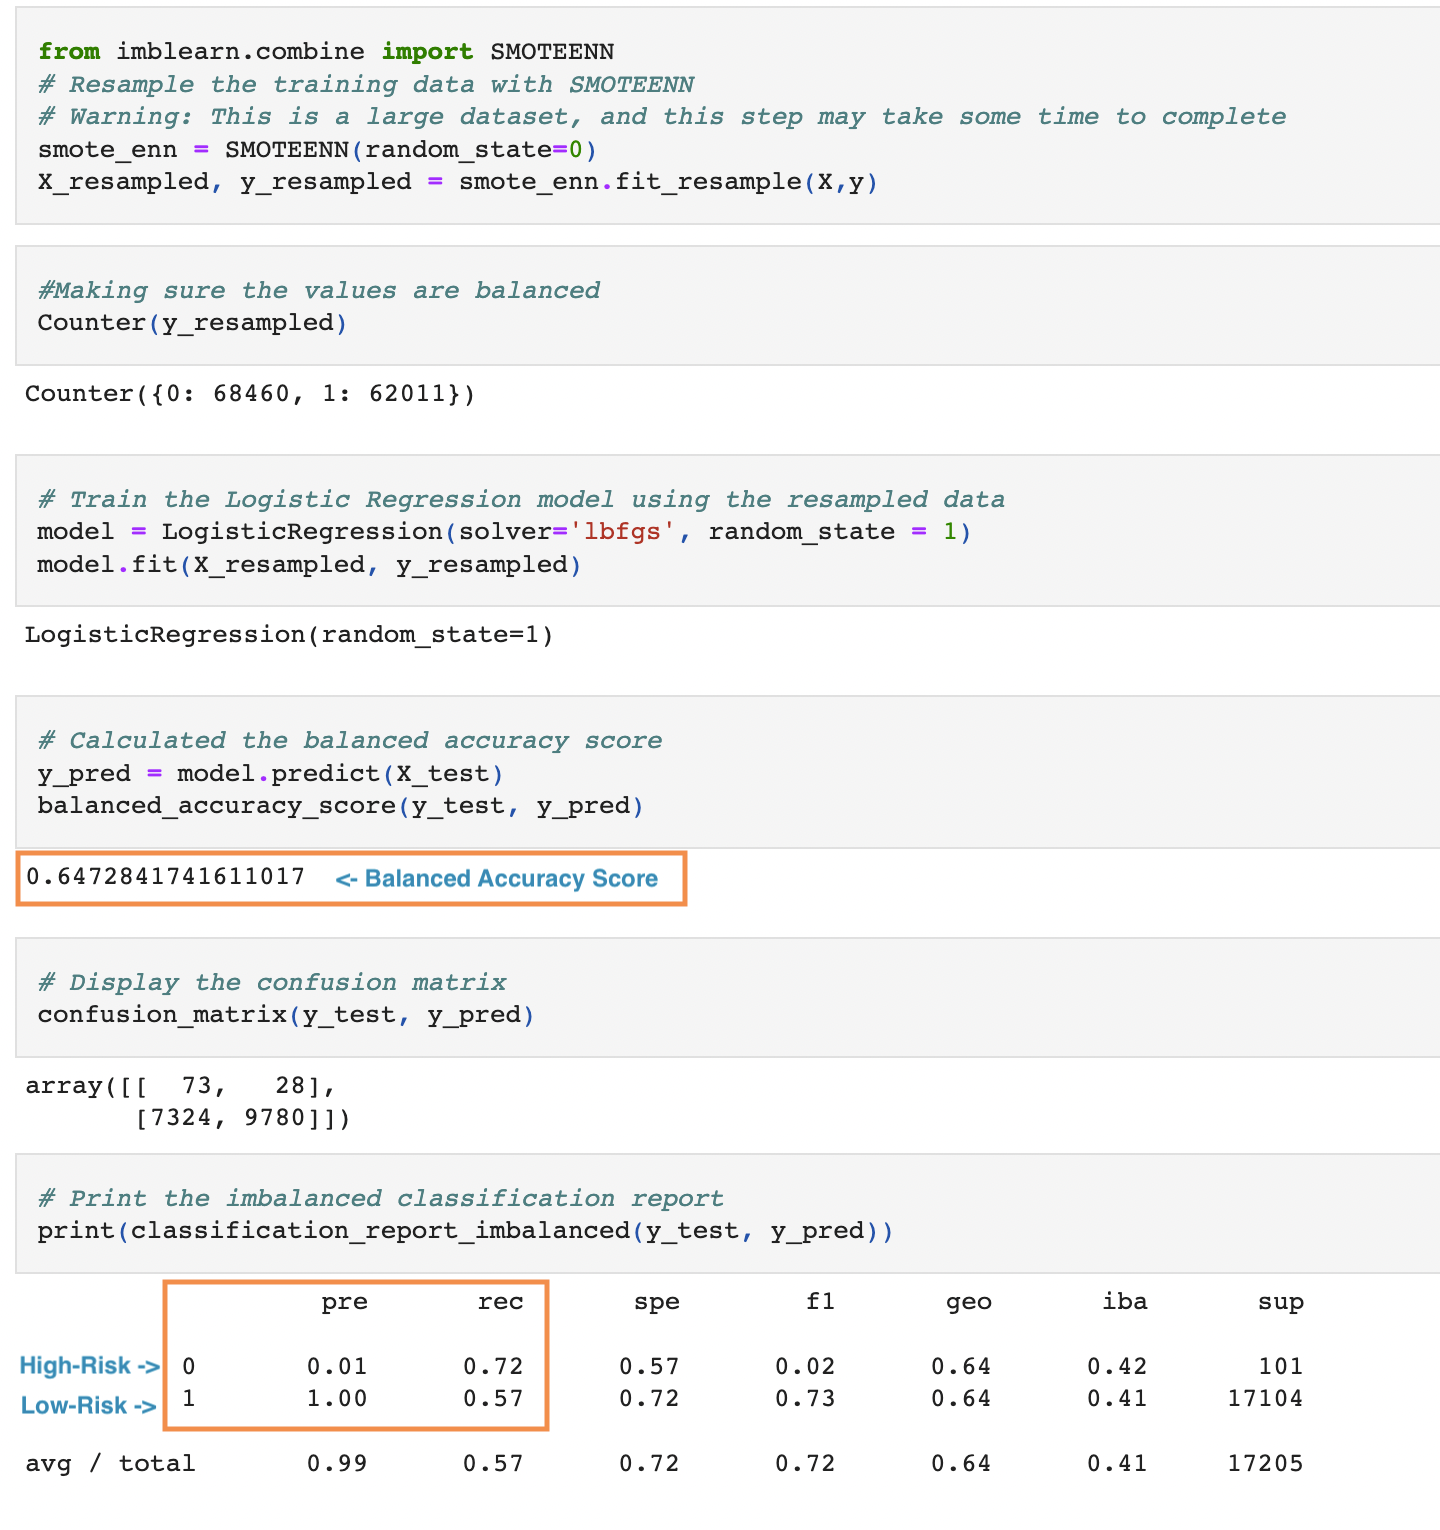 from imblearn.combine import SMOTEENN
# Resample the training data with SMOTEENN
# Warning: This is a large dataset, and this step may take some time to complete
smote_enn = SMOTEENN(random_state=0)
X_resampled, y_resampled = smote_enn.fit_resample(X,y)
#Making sure the values are balanced
Counter(y_resampled)
Counter({0: 68460, 1: 62011})
# Train the Logistic Regression model using the resampled data
model = LogisticRegression(solver='lbfgs', random_state = 1)
model.fit(X_resampled, y_resampled)
LogisticRegression(random_state=1)
# Calculated the balanced accuracy score
y_pred = model.predict(X_test)
balanced_accuracy_score(y_test, y_pred)
0.6472841741611017 <- Balanced Accuracy Score
# Display the confusion matrix
confusion_matrix(y_test, y_pred)
array([[  73,   28],
       [7324, 9780]])
# Print the imbalanced classification report
print(classification_report_imbalanced(y_test, y_pred))
pre rec spe f1 geo iba sup
High-Risk -> 0 0.01 0.72 0.57 0.02 0.64 0.42 101
Low-Risk -> 1 1.00 0.57 0.72 0.73 0.64 0.41 17104
avg / total 0.99 0.57 0.72 0.72 0.64 0.41 17205